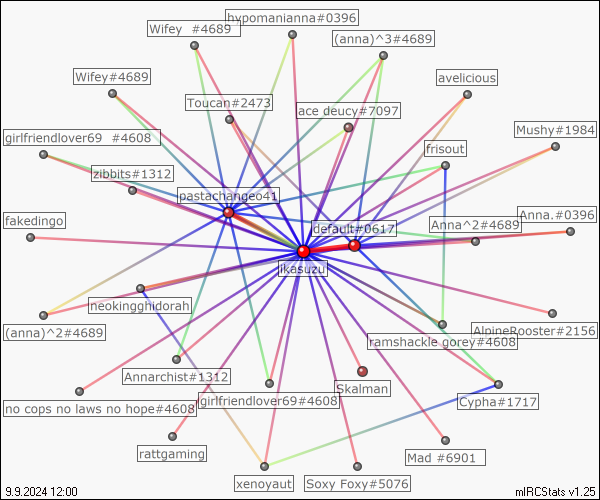 hypomanianna#0396
Wifey  #4689
(anna)^3#4689
Wifey#4689
avelicious
Toucan#2473
ace deucy#7097
Mushy#1984
girlfriendlover69  #4608
frisout
zibbits#1312
pastachangeo41
fakedingo
default#0617
Anna^2#4689
Anna.#0396
ikasuzu
neokingghidorah
(anna)^2#4689
ramshackle gorey#4608
AlpineRooster#2156
Annarchist#1312
Skalman
no cops no laws no hope#4608
girlfriendlover69#4608
Cypha#1717
rattgaming
Mad #6901
xenoyaut
Soxy Foxy#5076
9.9.2024 12:00
mIRCStats v1.25